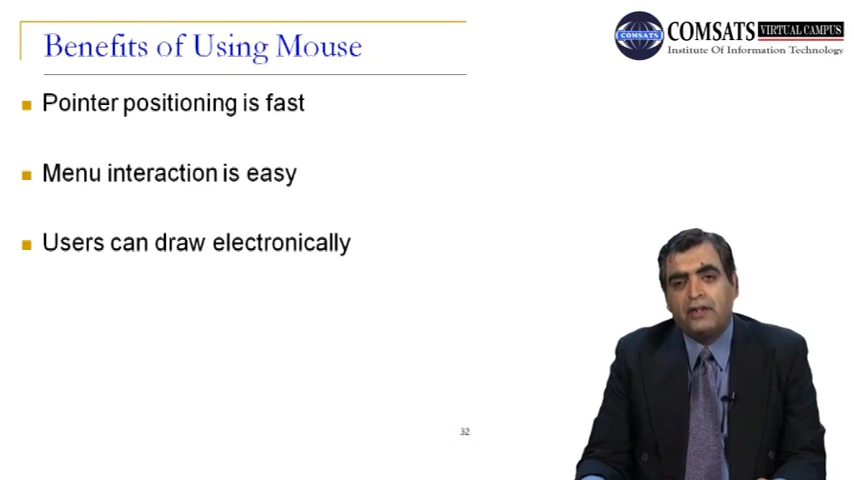 Benefits of Using Mouse
COMSATS VIRTUAL CAMPUS
COMSATS
Institute Of Information Technology
Pointer positioning is fast
Menu interaction is easy
Users can draw electronically
32